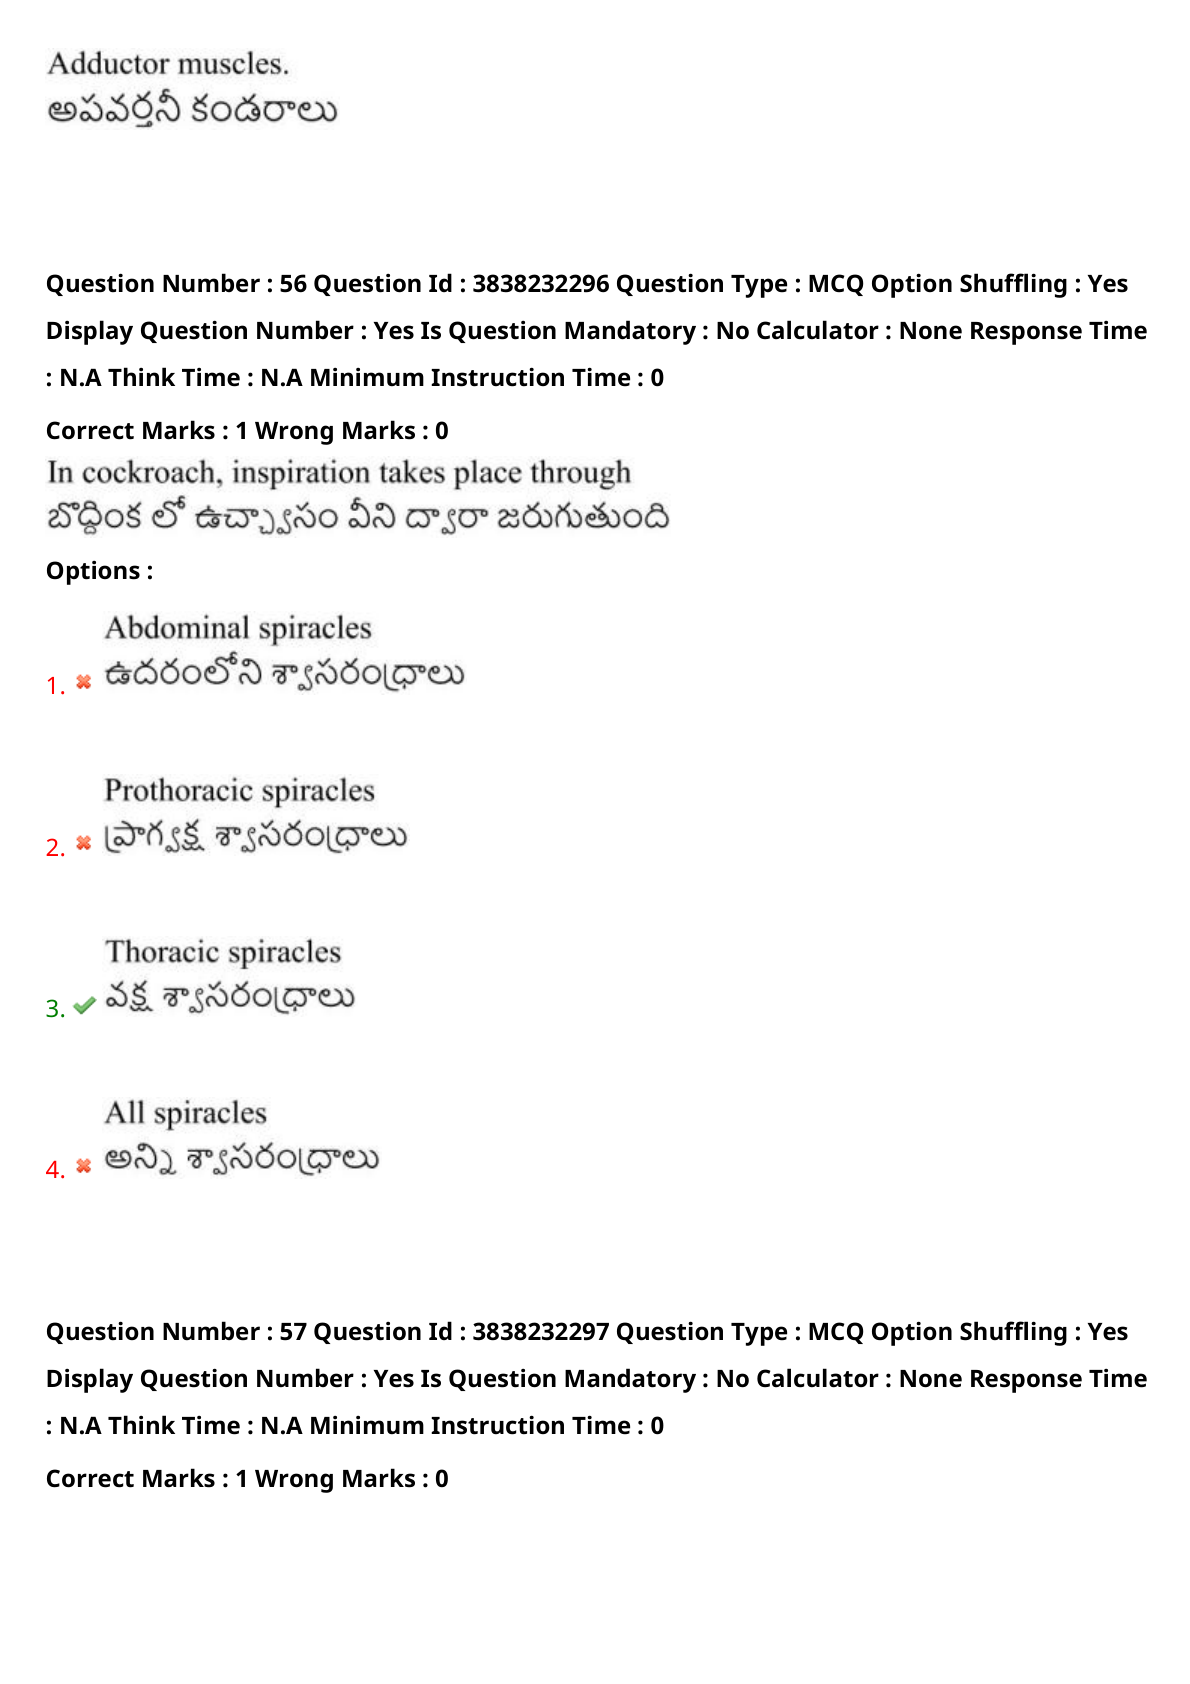 Adductor muscles.
అపవర్తనీ కండరాలు
Question Number : 56 Question Id : 3838232296 Question Type : MCQ Option Shuffling : Yes
Display Question Number : Yes Is Question Mandatory : No Calculator : None Response Time
: N.A Think Time : N.A Minimum Instruction Time : 0
Correct Marks : 1 Wrong Marks : 0
In cockroach, inspiration takes place through
బొద్దింక లో ఉచ్ఛ్వాసం వీని ద్వారా జరుగుతుంది
Options :
Abdominal spiracles
1. ఉదరంలోని శ్వాసరంధ్రాలు
Prothoracic spiracles
2. ప్రాగ్వక్ష శ్వాసరంధ్రాలు
Thoracic spiracles
3. వక్ష శ్వాసరంధ్రాలు
All spiracles
4. అన్ని శ్వాసరంధ్రాలు
Question Number : 57 Question Id : 3838232297 Question Type : MCQ Option Shuffling : Yes
Display Question Number : Yes Is Question Mandatory : No Calculator : None Response Time
: N.A Think Time : N.A Minimum Instruction Time : 0
Correct Marks : 1 Wrong Marks : 0